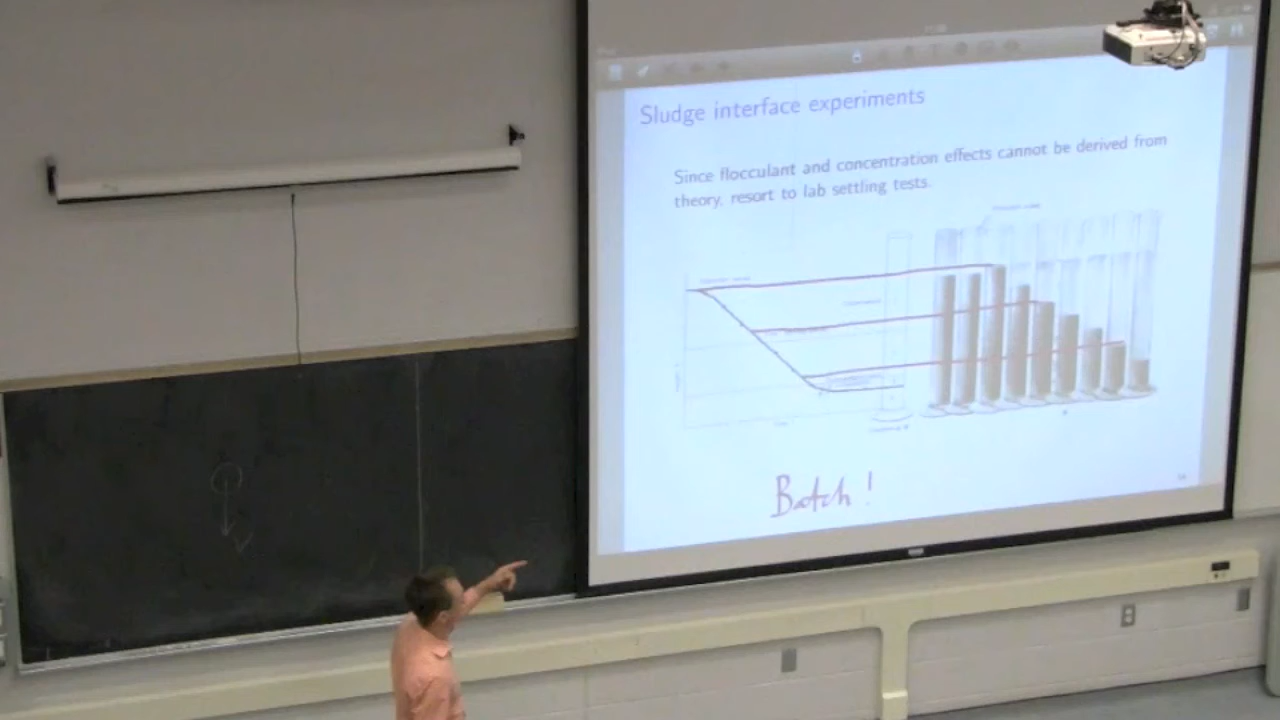 Sludge interface experiments
Since flocculant and concentration effects cannot be derived from
theory, resort to lab settling tests.
Batch!